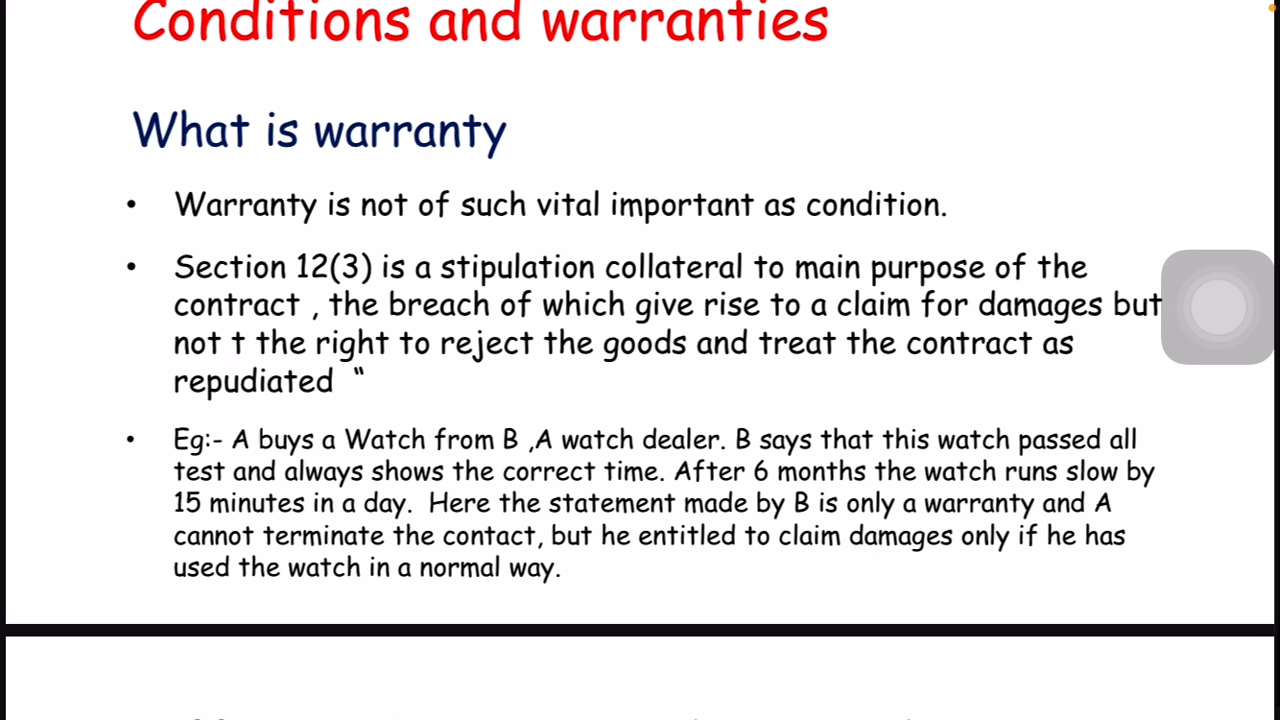 Conditions and warranties
What is warranty
• Warranty is not of such vital important as condition.
• Section 12(3) is a stipulation collateral to main purpose of the
contract , the breach of which give rise to a claim for damages but
not t the right to reject the goods and treat the contract as
repudiated “
• Eg:- A buys a Watch from B ,A watch dealer. B says that this watch passed all
test and always shows the correct time. After 6 months the watch runs slow by
15 minutes in a day.  Here the statement made by B is only a warranty and A
cannot terminate the contact, but he entitled to claim damages only if he has
used the watch in a normal way.